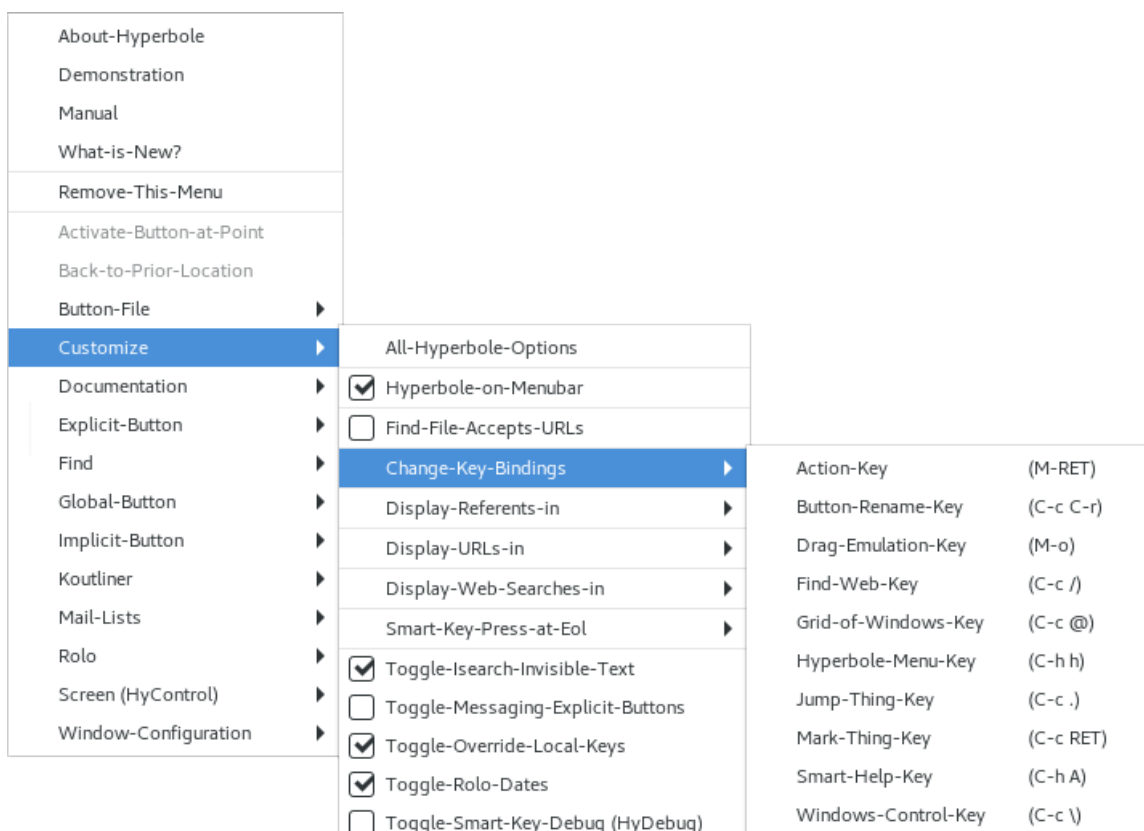 About-Hyperbole
Demonstration
Manual
What-is-New?
Remove-This-Menu
Activate-Button-at-Point
Back-to-Prior-Location
Button-File
Customize
Documentation
Explicit-Button
Find
Global-Button
Implicit-Button
Koutliner
Mail-Lists
Rolo
Screen (HyControl)
Window-Configuration
All-Hyperbole-Options
Hyperbole-on-Menubar
Find-File-Accepts-URLs
Change-Key-Bindings
Display-Referents-in
Display-URLs-in
Display-Web-Searches-in
Smart-Key-Press-at-Eol
Toggle-Isearch-Invisible-Text
Toggle-Messaging-Explicit-Buttons
Toggle-Override-Local-Keys
Toggle-Rolo-Dates
Toggle-Smart-Key-Debug (HyDebug)
Action-Key (M-RET)
Button-Rename-Key (C-c C-r)
Drag-Emulation-Key (M-o)
Find-Web-Key (C-c /)
Grid-of-Windows-Key (C-c @)
Hyperbole-Menu-Key (C-h h)
Jump-Thing-Key (C-c .)
Mark-Thing-Key (C-c RET)
Smart-Help-Key (C-h A)
Windows-Control-Key (C-c \)